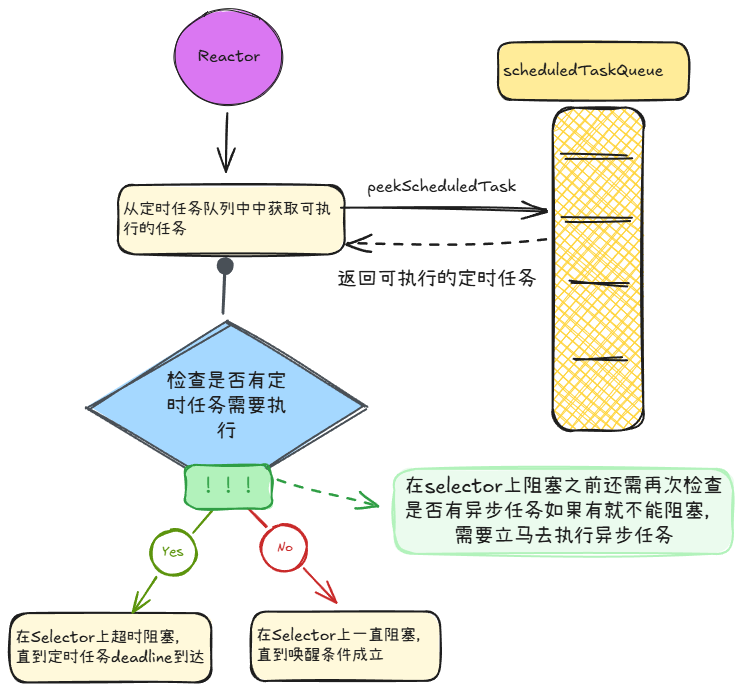 Reactor
scheduledTaskQueue
peekScheduledTask
从定时任务队列中中获取可执
行的任务
返回可执行的定时任务
检查是否有定
时任务需要执
行
！！！
在selector上阻塞之前还需再次检查
是否有异步任务如果有就不能阻塞，
需要立马去执行异步任务
Yes
No
在Selector上超时阻塞，
直到定时任务deadline到达
在Selector上一直阻塞，
直到唤醒条件成立